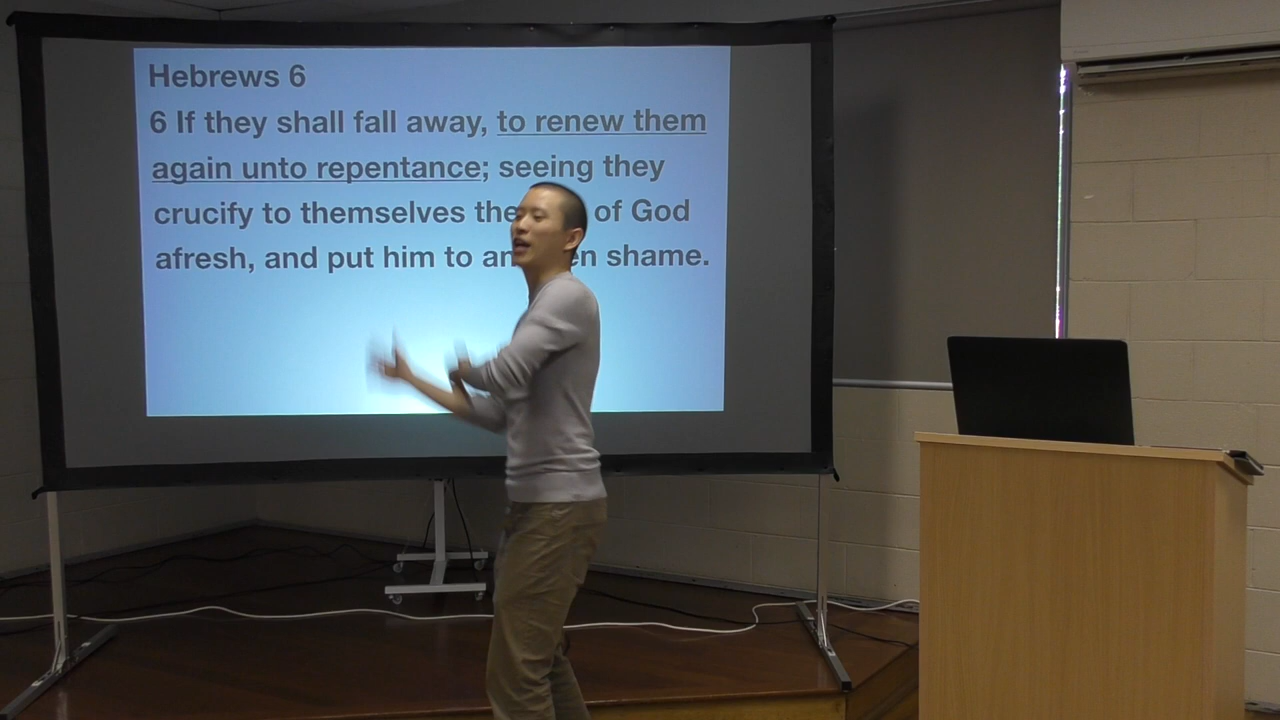 Hebrews 6
6 If they shall fall away, to renew them
again unto repentance; seeing they
crucify to themselves the of God
afresh, and put him to an shame.